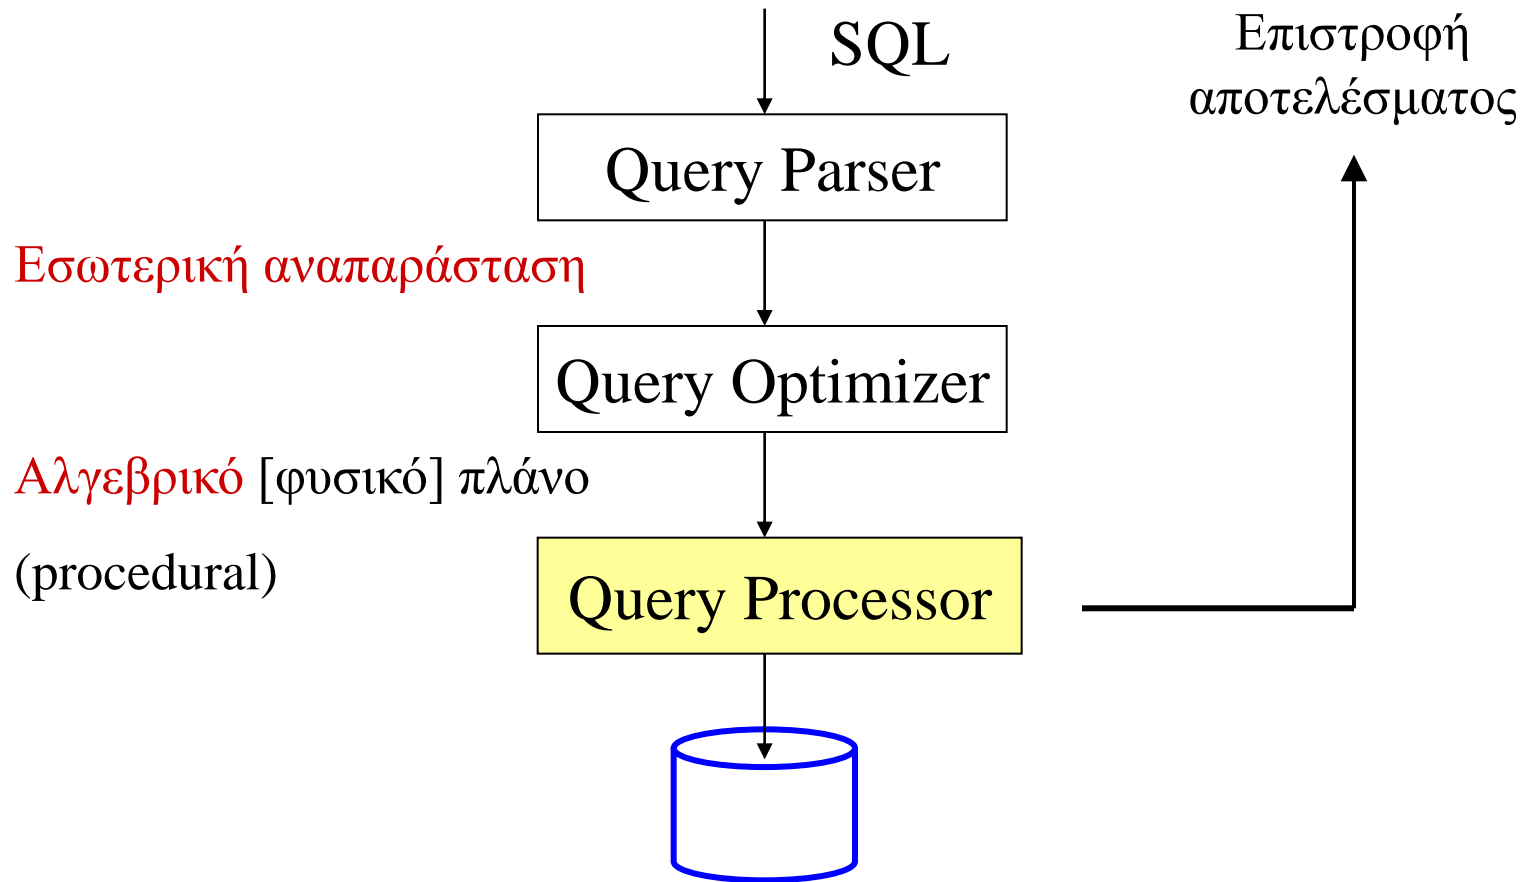 SQL
Επιστροφή
αποτελέσματος
Query Parser
Εσωτερική αναπαράσταση
Query Optimizer
Αλγεβρικό [φυσικό] πλάνο
(procedural)
Query Processor